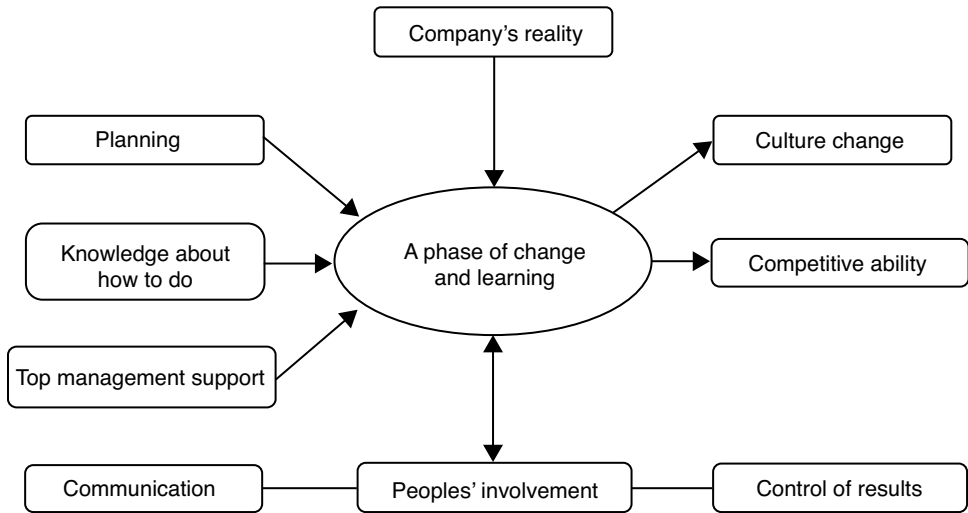 Company’s reality
Planning
Culture change
Knowledge about
how to do
A phase of change
and learning
Competitive ability
Top management support
Communication
Peoples’ involvement
Control of results